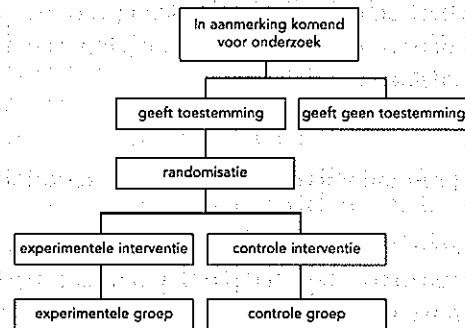 In aanmerking komend
voor onderzoek
geeft toestemming
geeft geen toestemming
randomisatie
experimentele interventie
controle interventie
experimentele groep
controle groep